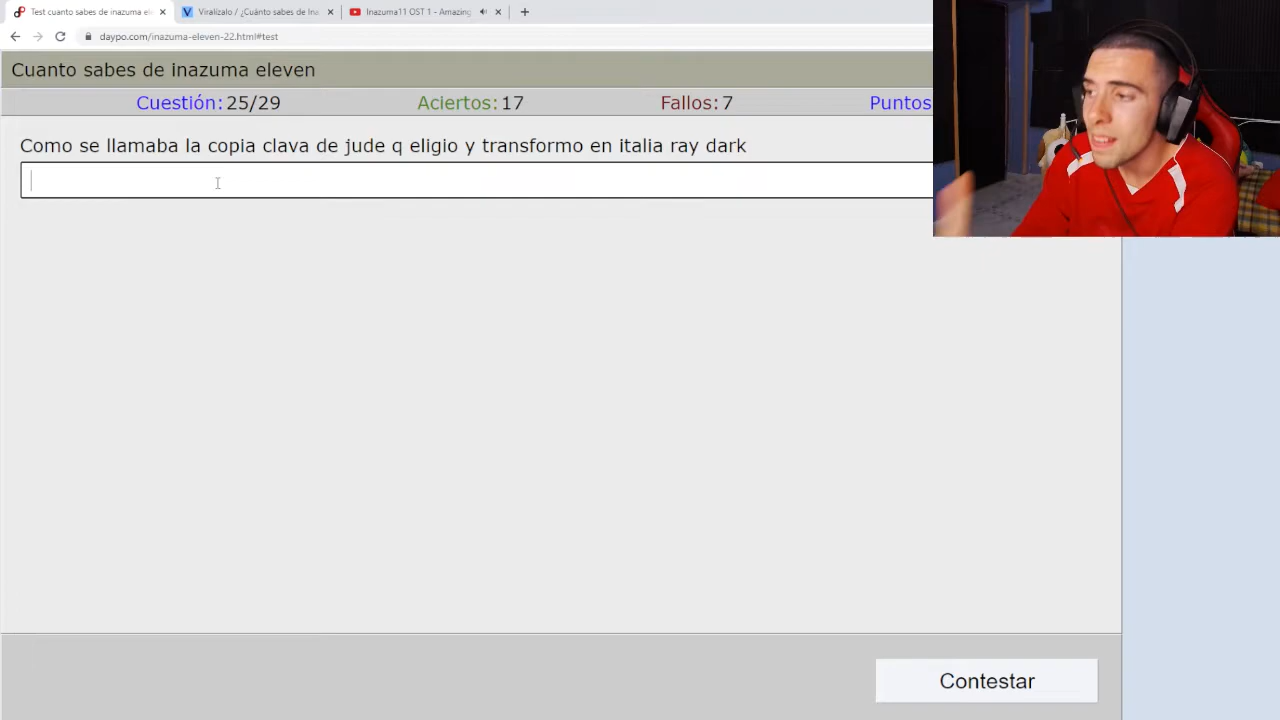 Test cuanto sabes de inazuma ele
Viralízalo / ¿Cuánto sabes de Ina
Inazuma11 OST 1 - Amazing
daypo.com/inazuma-eleven-22.html#test
Cuanto sabes de inazuma eleven
Cuestión: 25/29 Aciertos: 17 Fallos: 7 Puntos
Como se llamaba la copia clava de jude q eligio y transformo en italia ray dark
Contestar